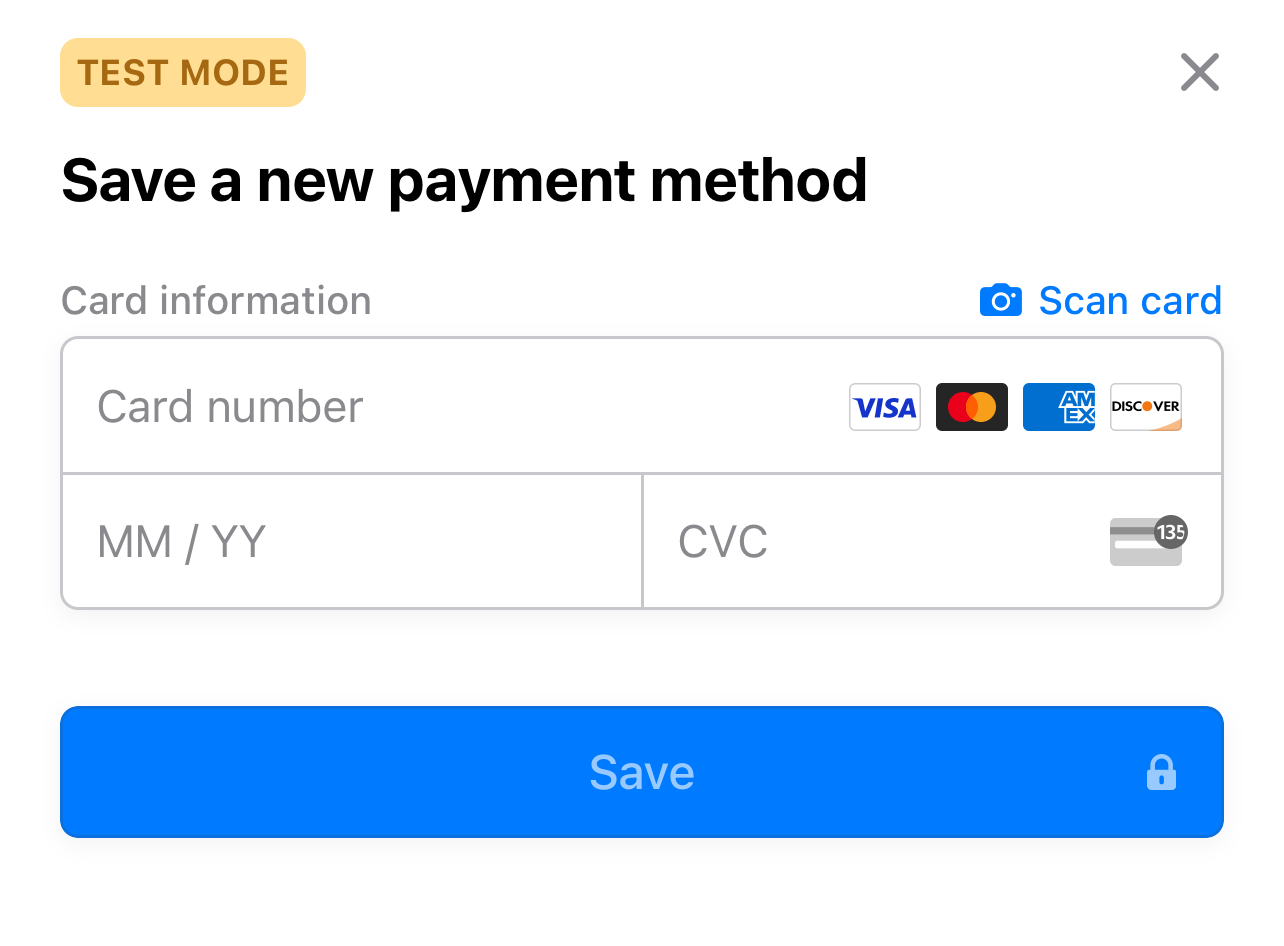 TEST MODE
Save a new payment method
Card information
Scan card
Card number
VISA
AM
EX
DISCOVER
MM / YY
CVC
135
Save